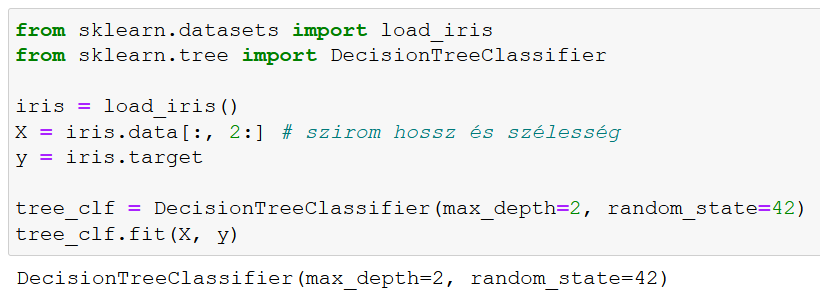 from sklearn.datasets import load_iris
from sklearn.tree import DecisionTreeClassifier
iris = load_iris()
X = iris.data[:, 2:] # szirom hossz és szélesség
y = iris.target
tree_clf = DecisionTreeClassifier(max_depth=2, random_state=42)
tree_clf.fit(X, y)
DecisionTreeClassifier(max_depth=2, random_state=42)